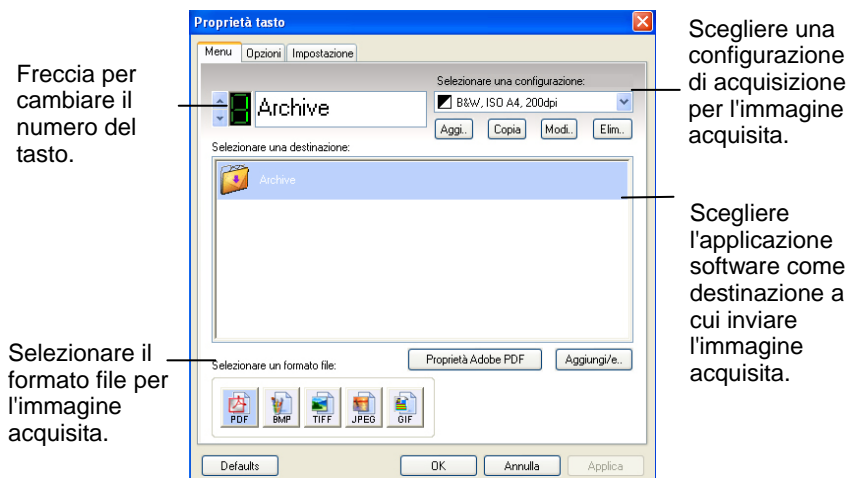 Proprietà tasto
Menu
Opzioni
Impostazione
Selezionare una configurazione:
3
Archive
B&W, ISO A4, 200dpi
Aggi..
Copia
Modi..
Elim..
Selezionare una destinazione:
Archive
Selezionare un formato file:
Proprietà Adobe PDF
Aggiungi/e..
PDF
BMP
TIFF
JPEG
GIF
Defaults
OK
Annulla
Applica
Freccia per
cambiare il
numero del
tasto.
Selezionare il
formato file per
l'immagine
acquisita.
Scegliere una
configurazione
di acquisizione
per l'immagine
acquisita.
Scegliere
l'applicazione
software come
destinazione a
cui inviare
l'immagine
acquisita.